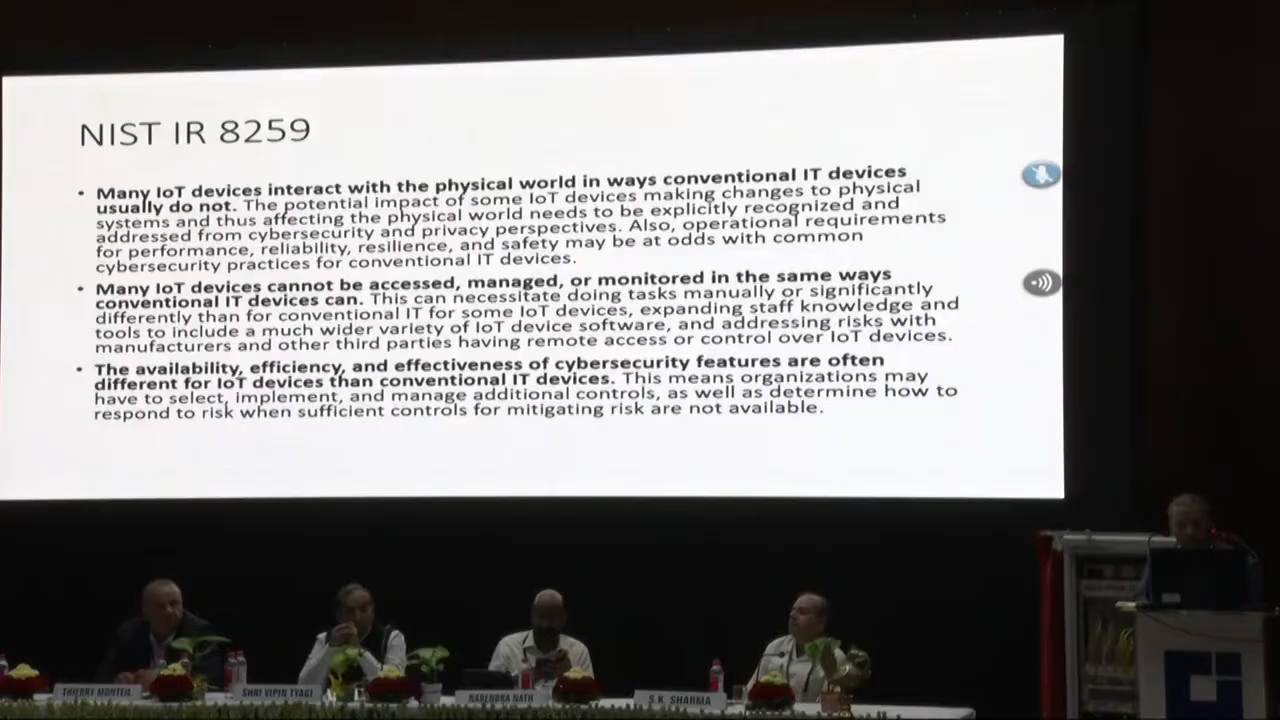 NIST IR 8259
• Many IoT devices interact with the physical world in ways conventional IT devices
usually do not. The potential impact of some IoT devices making changes to physical
systems and thus affecting the physical world needs to be explicitly recognized and
addressed from cybersecurity and privacy perspectives. Also, operational requirements
for performance, reliability, resilience, and safety may be at odds with common
cybersecurity practices for conventional IT devices.
• Many IoT devices cannot be accessed, managed, or monitored in the same ways
conventional IT devices can. This can necessitate doing tasks manually or significantly
differently than for conventional IT for some IoT devices, expanding staff knowledge and
tools to include a much wider variety of IoT device software, and addressing risks with
manufacturers and other third parties having remote access or control over IoT devices.
• The availability, efficiency, and effectiveness of cybersecurity features are often
different for IoT devices than conventional IT devices. This means organizations may
have to select, implement, and manage additional controls, as well as determine how to
respond to risk when sufficient controls for mitigating risk are not available.
THIERRY MONTEIL
SHRI VIPIN TYAGI
NARENDRA NATH
S.K. SHARMA